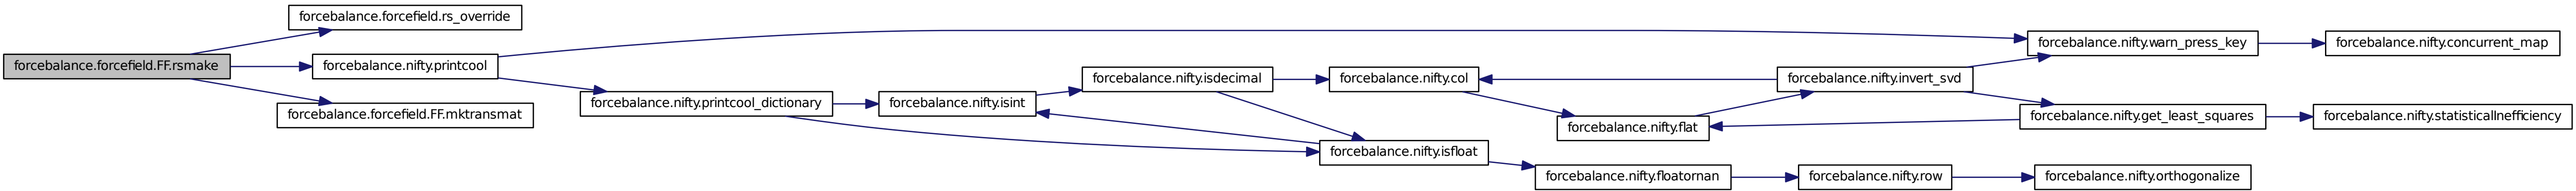 forcebalance.forcefield.FF.rsmake
forcebalance.forcefield.rs_override
forcebalance.nifty.printcool
forcebalance.forcefield.FF.mktransmat
forcebalance.nifty.printcool_dictionary
forcebalance.nifty.isint
forcebalance.nifty.isdecimal
forcebalance.nifty.isfloat
forcebalance.nifty.col
forcebalance.nifty.flat
forcebalance.nifty.floatornan
forcebalance.nifty.invert_svd
forcebalance.nifty.row
forcebalance.nifty.warn_press_key
forcebalance.nifty.get_least_squares
forcebalance.nifty.orthogonalize
forcebalance.nifty.concurrent_map
forcebalance.nifty.statisticalInefficiency